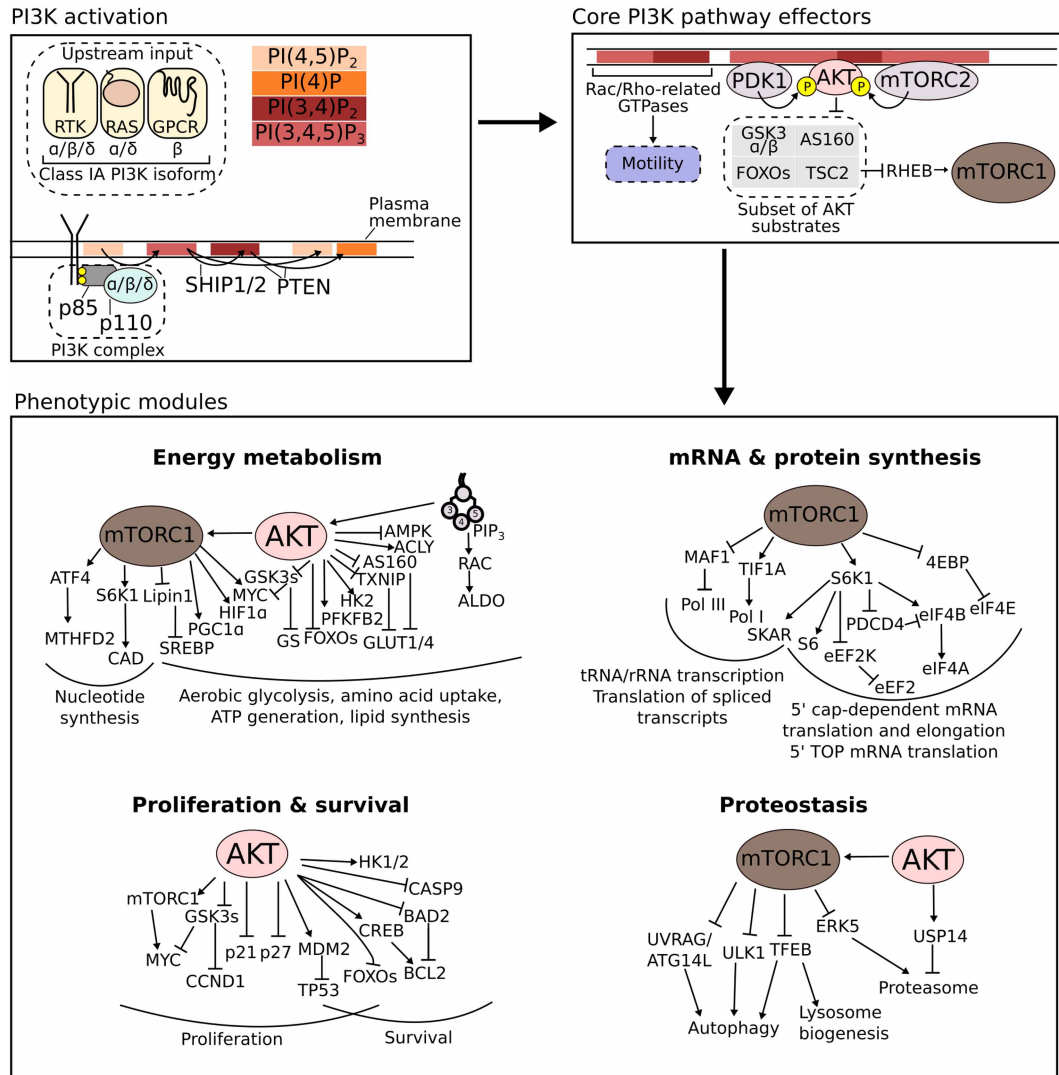 PI3K activation
Upstream input
RTK
RAS
GPCR
α/β/δ
α/δ
β
Class IA PI3K isoform
PI(4,5)P₂
PI(4)P
PI(3,4)P₂
PI(3,4,5)P₃
Plasma
membrane
SHIP1/2
PTEN
α/β/δ
p85
p110
PI3K complex
Core PI3K pathway effectors
Rac/Rho-related
GTPases
Motility
PDK1
P
AKT
P
mTORC2
GSK3
α/β
AS160
FOXOs
TSC2
RHEB
mTORC1
Subset of AKT
substrates
Phenotypic modules
Energy metabolism
mTORC1
AKT
3
4
5
PIP₃
RAC
ALDO
AMPK
ACLY
AS160
TXNIP
ATF4
S6K1
Lipin1
GSK3s
MYC
HIF1α
HK2
PFKFB2
MTHFD2
CAD
SREBP
PGC1α
GS
FOXOs
GLUT1/4
Nucleotide
synthesis
Aerobic glycolysis, amino acid uptake,
ATP generation, lipid synthesis
mRNA & protein synthesis
mTORC1
MAF1
TIF1A
S6K1
4EBP
Pol III
Pol I
PDCD4
eIF4B
eIF4E
SKAR
S6
eEF2K
eIF4A
eEF2
tRNA/rRNA transcription
Translation of spliced
transcripts
5' cap-dependent mRNA
translation and elongation
5' TOP mRNA translation
Proliferation & survival
AKT
HK1/2
CASP9
BAD2
mTORC1
GSK3s
p21
p27
MDM2
CREB
MYC
CCND1
TP53
FOXOs
BCL2
Proliferation
Survival
Proteostasis
mTORC1
AKT
UVRAG/
ATG14L
ULK1
TFEB
ERK5
USP14
Proteasome
Autophagy
Lysosome
biogenesis